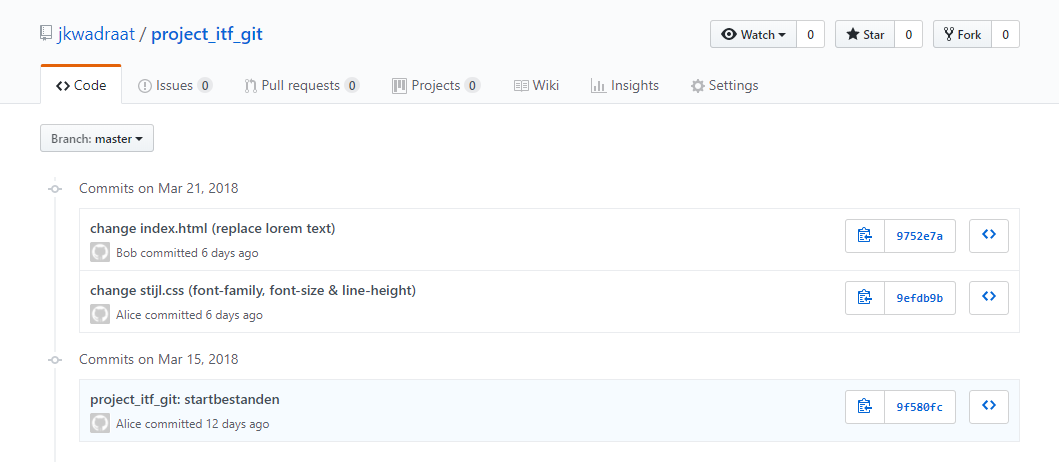 jkwadraat / project_itf_git
Watch 0 Star 0 Fork 0
Code Issues 0 Pull requests 0 Projects 0 Wiki Insights Settings
Branch: master
Commits on Mar 21, 2018
change index.html (replace lorem text)
Bob committed 6 days ago
9752e7a
change stijl.css (font-family, font-size & line-height)
Alice committed 6 days ago
9efdb9b
Commits on Mar 15, 2018
project_itf_git: startbestanden
Alice committed 12 days ago
9f580fc